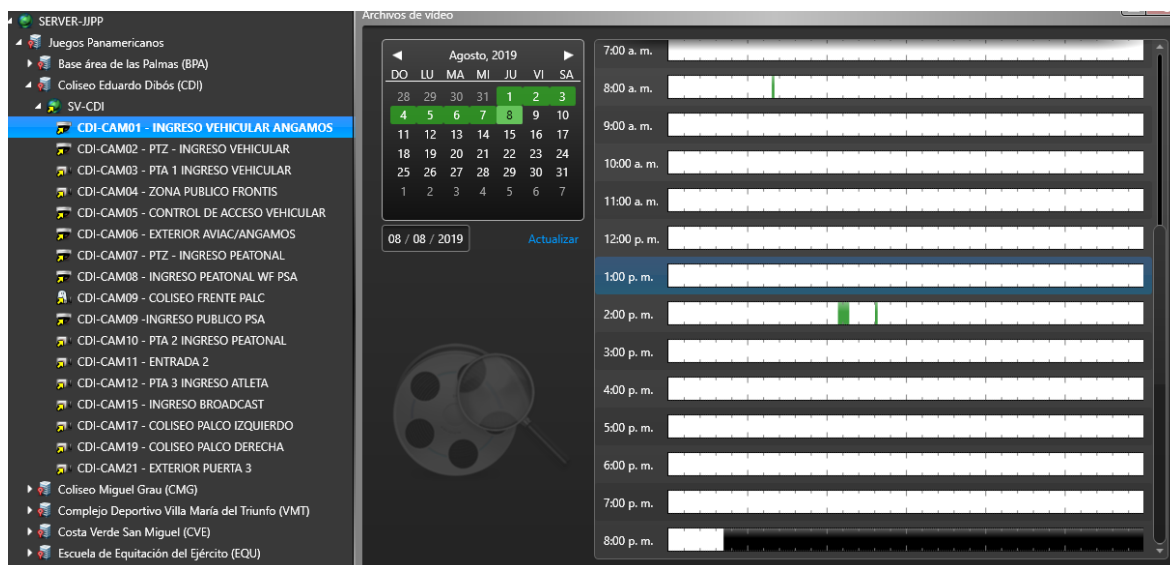 SERVER-JJPP
Juegos Panamericanos
Base área de las Palmas (BPA)
Coliseo Eduardo Dibós (CDI)
SV-CDI
CDI-CAM01 - INGRESO VEHICULAR ANGAMOS
CDI-CAM02 - PTZ - INGRESO VEHICULAR
CDI-CAM03 - PTA 1 INGRESO VEHICULAR
CDI-CAM04 - ZONA PUBLICO FRONTIS
CDI-CAM05 - CONTROL DE ACCESO VEHICULAR
CDI-CAM06 - EXTERIOR AVIAC/ANGAMOS
CDI-CAM07 - PTZ - INGRESO PEATONAL
CDI-CAM08 - INGRESO PEATONAL WF PSA
CDI-CAM09 - COLISEO FRENTE PALC
CDI-CAM09 -INGRESO PUBLICO PSA
CDI-CAM10 - PTA 2 INGRESO PEATONAL
CDI-CAM11 - ENTRADA 2
CDI-CAM12 - PTA 3 INGRESO ATLETA
CDI-CAM15 - INGRESO BROADCAST
CDI-CAM17 - COLISEO PALCO IZQUIERDO
CDI-CAM19 - COLISEO PALCO DERECHA
CDI-CAM21 - EXTERIOR PUERTA 3
Coliseo Miguel Grau (CMG)
Complejo Deportivo Villa María del Triunfo (VMT)
Costa Verde San Miguel (CVE)
Escuela de Equitación del Ejército (EQU)
Archivos de vídeo
Agosto, 2019
DO LU MA MI JU VI SA
28 29 30 31 1 2 3
4 5 6 7 8 9 10
11 12 13 14 15 16 17
18 19 20 21 22 23 24
25 26 27 28 29 30 31
1 2 3 4 5 6 7
08 / 08 / 2019 Actualizar
7:00 a. m.
8:00 a. m.
9:00 a. m.
10:00 a. m.
11:00 a. m.
12:00 p. m.
1:00 p. m.
2:00 p. m.
3:00 p. m.
4:00 p. m.
5:00 p. m.
6:00 p. m.
7:00 p. m.
8:00 p. m.